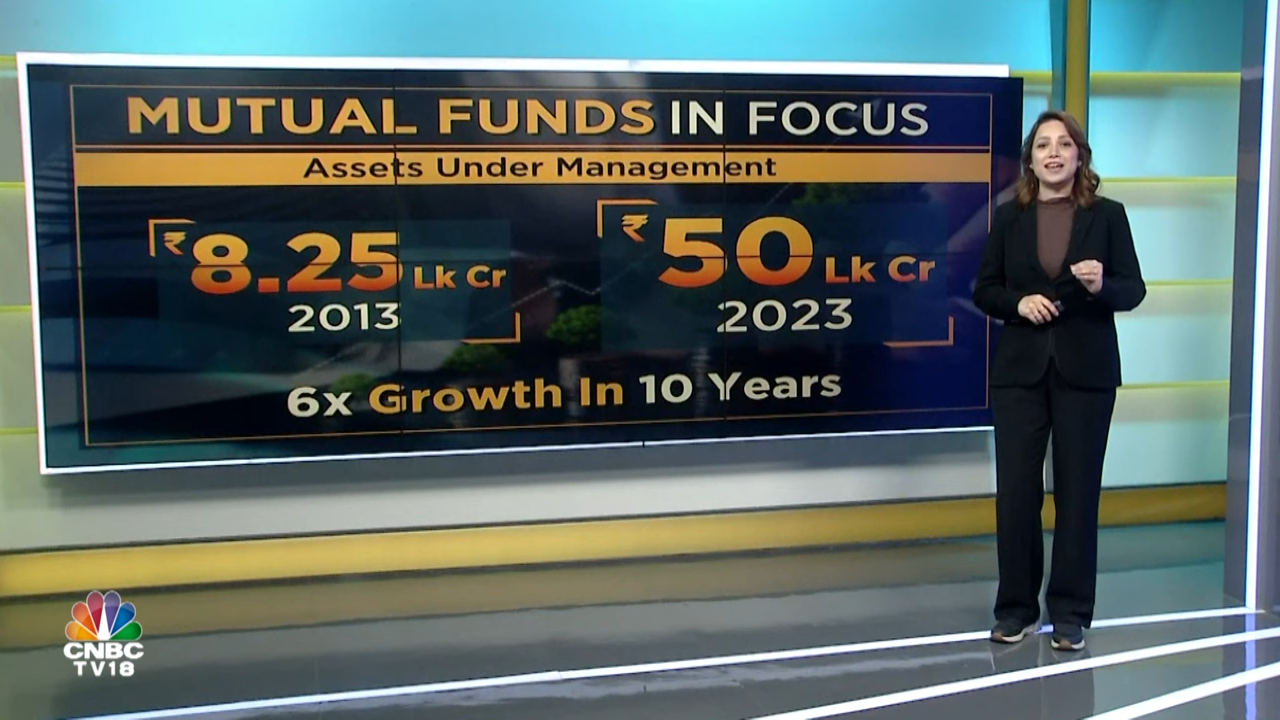 MUTUAL FUNDS IN FOCUS
Assets Under Management
₹8.25 Lk Cr
2013
₹50 Lk Cr
2023
6x Growth In 10 Years
CNBC
TV18